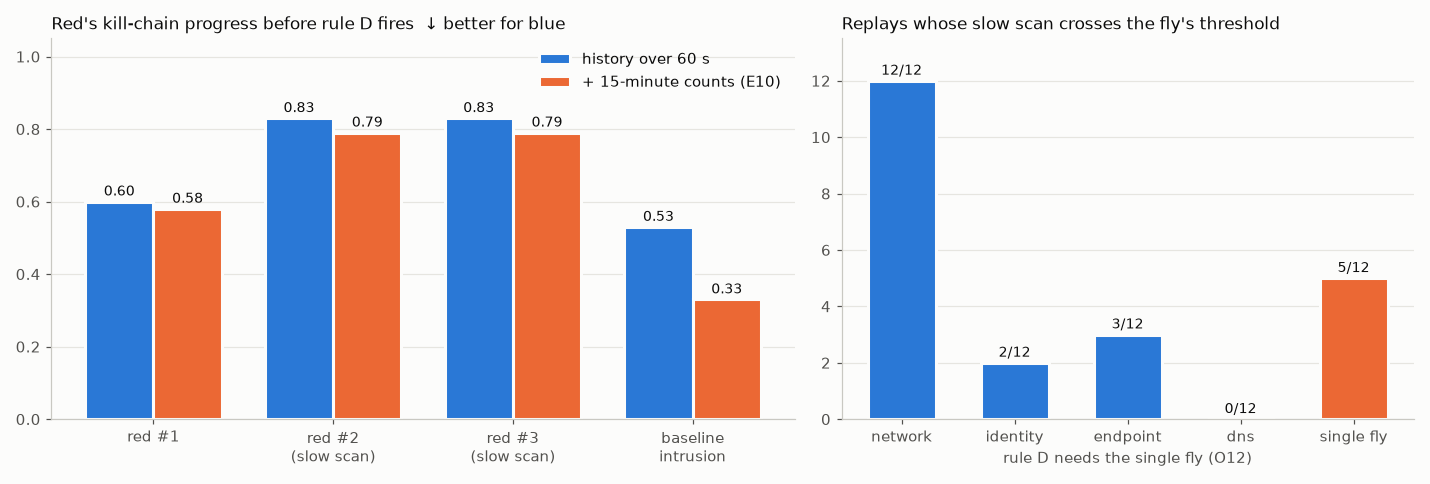 Red's kill-chain progress before rule D fires ↓ better for blue
history over 60 s
+ 15-minute counts (E10)
1.0
0.8
0.6
0.4
0.2
0.0
0.60
0.58
0.83
0.79
0.83
0.79
0.53
0.33
red #1
red #2
(slow scan)
red #3
(slow scan)
baseline
intrusion
Replays whose slow scan crosses the fly's threshold
12
10
8
6
4
2
0
12/12
2/12
3/12
0/12
5/12
network
identity
endpoint
dns
single fly
rule D needs the single fly (O12)